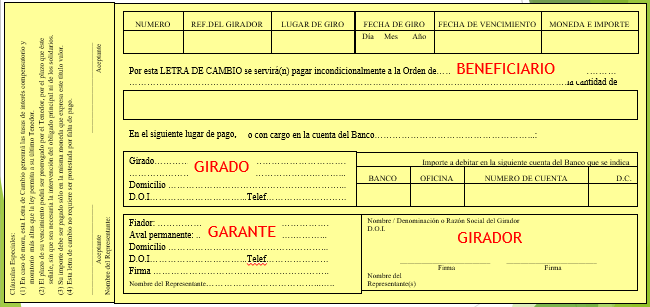 Cláusulas Especiales:
(1) En caso de mora, esta Letra de Cambio generará las tasas de interés compensatorio y
moratorio más altas que la ley permita a su último Tenedor.
(2) El plazo de su vencimiento podrá ser prorrogado por el Tenedor, por el plazo que éste
señale, sin que sea necesaria la intervención del obligado principal ni de los solidarios.
(3) Su importe debe ser pagado sólo en la misma moneda que expresa este título valor.
(4) Esta letra de cambio no requiere ser protestada por falta de pago.
Aceptante Aceptante
Nombre del Representante:
NUMERO REF.DEL GIRADOR LUGAR DE GIRO FECHA DE GIRO FECHA DE VENCIMIENTO MONEDA E IMPORTE
Día Mes Año
Por esta LETRA DE CAMBIO se servirá(n) pagar incondicionalmente a la Orden de..... BENEFICIARIO
la cantidad de
En el siguiente lugar de pago, o con cargo en la cuenta del Banco.......................................:
Girado......... GIRADO
Domicilio
D.O.I............................Telef.
Importe a debitar en la siguiente cuenta del Banco que se indica
BANCO OFICINA NUMERO DE CUENTA D.C.
Fiador:
Aval permanente: GARANTE
Domicilio
D.O.I............................Telef.
Firma
Nombre del Representante
Nombre / Denominación o Razón Social del Girador
D.O.I.
GIRADOR
Firma Firma
Nombre del
Representante(s)